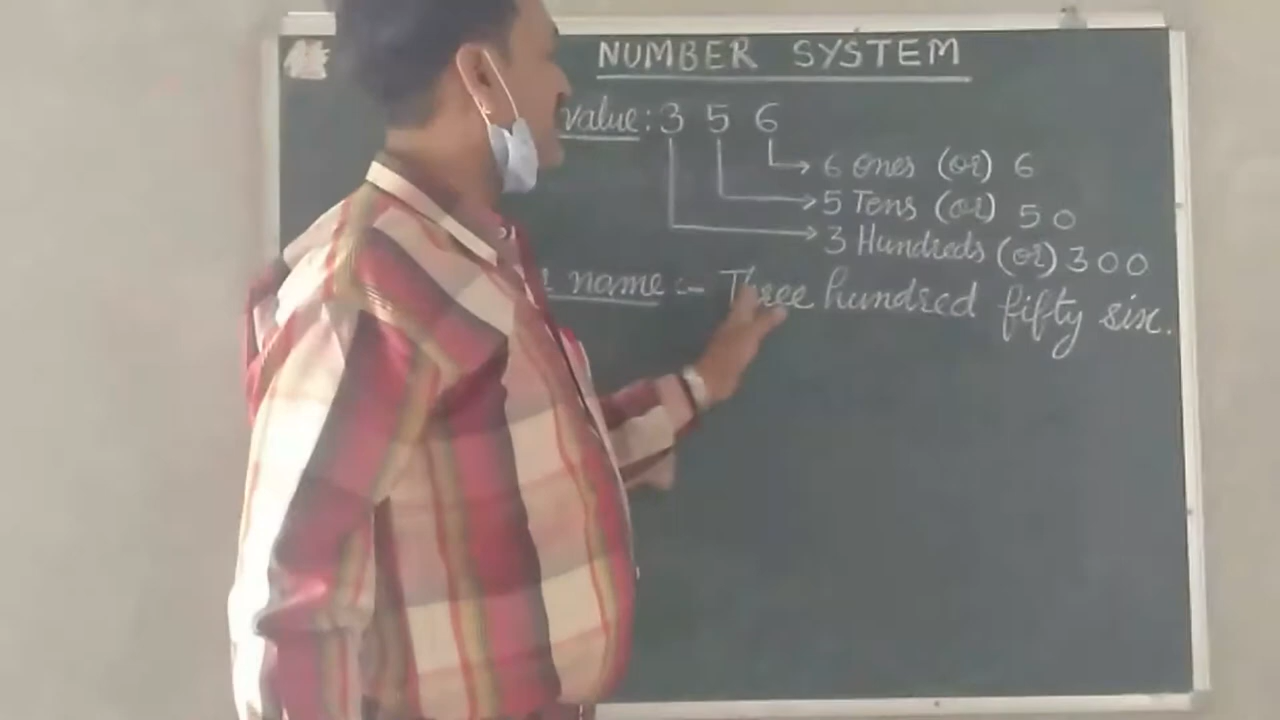 NUMBER SYSTEM
value : 3 5 6
6 ones (or) 6
5 Tens (or) 50
3 Hundreds (or) 300
name :- Three hundred fifty six.